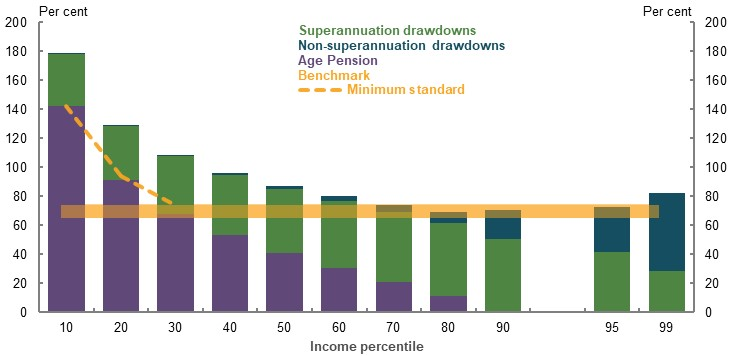 Per cent Per cent
Superannuation drawdowns
Non-superannuation drawdowns
Age Pension
Benchmark
Minimum standard
200 200
180 180
160 160
140 140
120 120
100 100
80 80
60 60
40 40
20 20
0 0
10 20 30 40 50 60 70 80 90 95 99
Income percentile